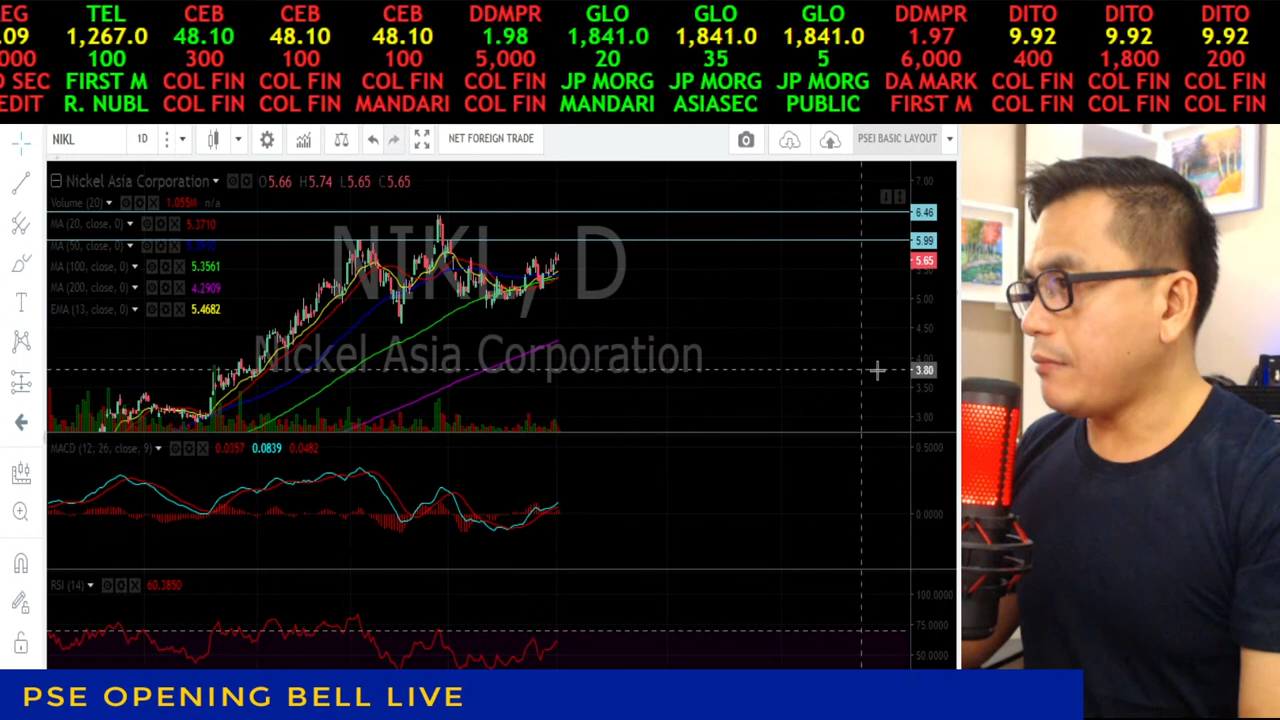 EG TEL CEB CEB CEB DDMPR GLO GLO GLO DDMPR DITO DITO DITO
.09 1,267.0 48.10 48.10 48.10 1.98 1,841.0 1,841.0 1,841.0 1.97 9.92 9.92 9.92
000 100 300 100 100 5,000 20 35 5 6,000 400 1,800 200
D SEC FIRST M COL FIN COL FIN COL FIN COL FIN JP MORG JP MORG JP MORG DA MARK COL FIN COL FIN COL FIN
EDIT R. NUBL COL FIN COL FIN MANDARI COL FIN MANDARI ASIASEC PUBLIC FIRST M COL FIN COL FIN COL FIN
NIKL 1D NET FOREIGN TRADE PSEI BASIC LAYOUT
Nickel Asia Corporation O5.66 H5.74 L5.65 C5.65
Volume (20) 1.055M n/a
MA (20, close, 0) 5.3710
MA (50, close, 0)
MA (100, close, 0) 5.3561
MA (200, close, 0) 4.2909
EMA (13, close, 0) 5.4682
NIKL, D
Nickel Asia Corporation
7.00
6.46
5.99
5.65
5.00
4.50
4.00
3.80
3.50
3.00
MACD (12, 26, close, 9) 0.0357 0.0839 0.0482
0.5000
0.0000
RSI (14) 60.3850
100.0000
75.0000
50.0000
T
PSE OPENING BELL LIVE